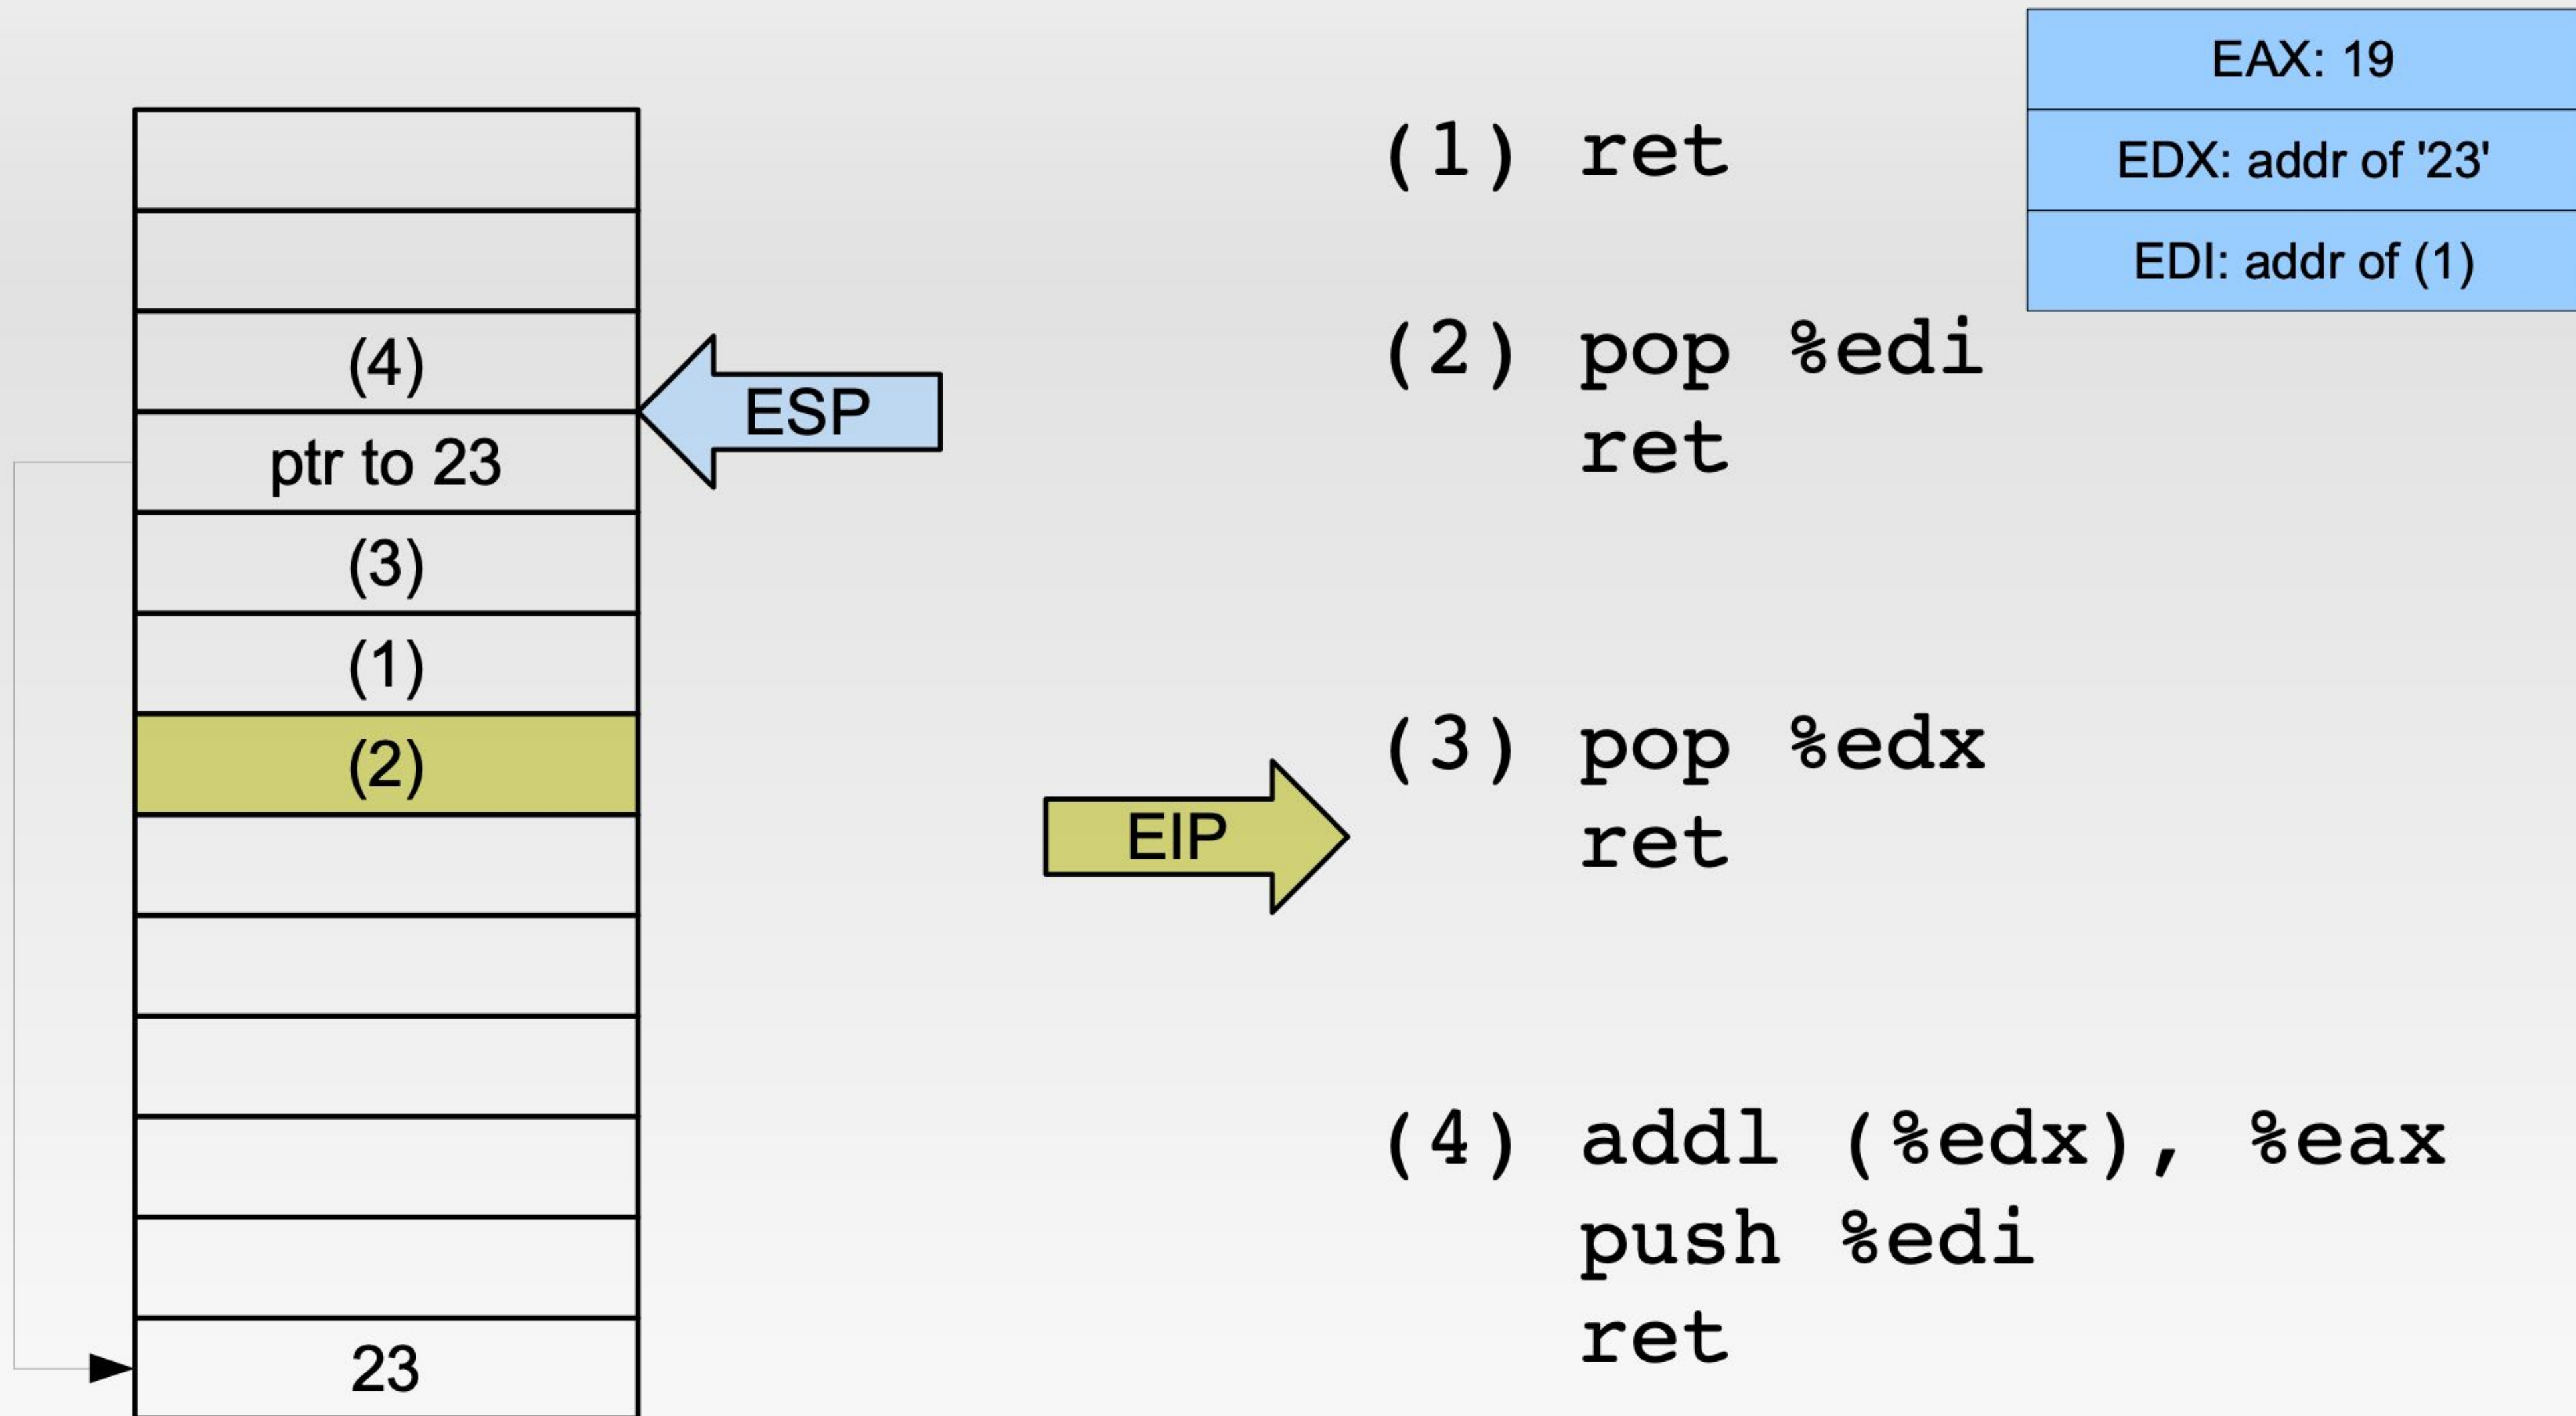 (4)
ptr to 23
(3)
(1)
(2)
23
ESP
EIP
(1) ret
(2) pop %edi
ret
(3) pop %edx
ret
(4) addl (%edx), %eax
push %edi
ret
EAX: 19
EDX: addr of '23'
EDI: addr of (1)